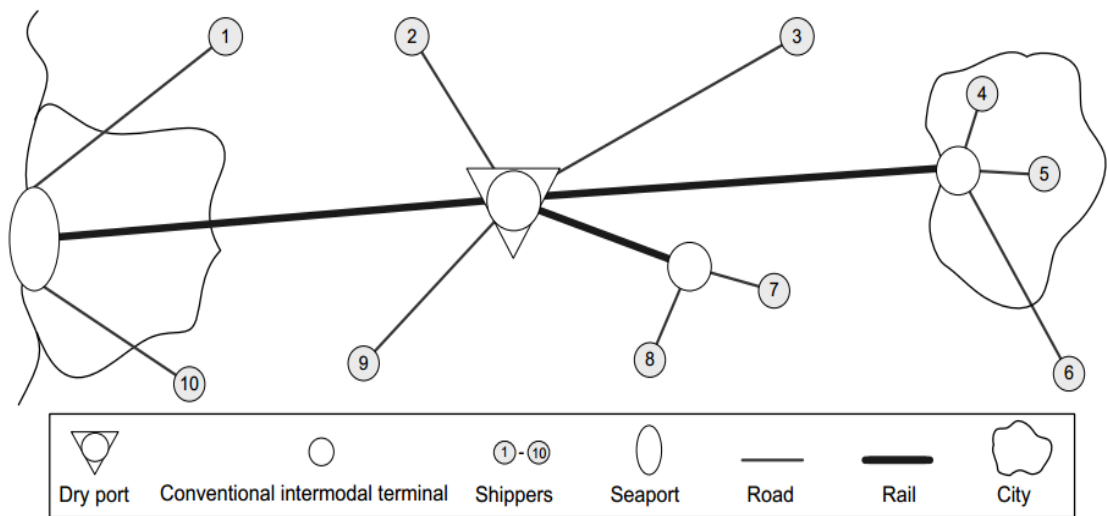 1
2
3
4
5
6
7
8
9
10
1 - 10
Dry port
Conventional intermodal terminal
Shippers
Seaport
Road
Rail
City